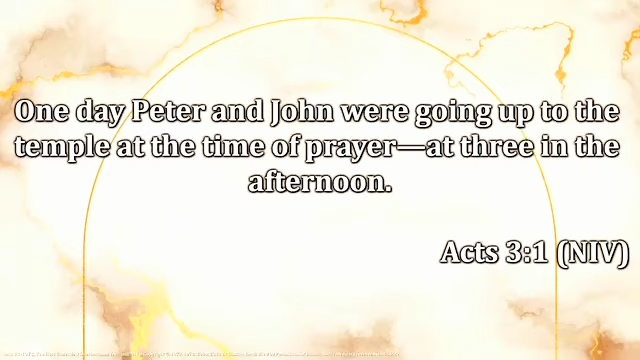 One day Peter and John were going up to the
temple at the time of prayer—at three in the
afternoon.
Acts 3:1 (NIV)